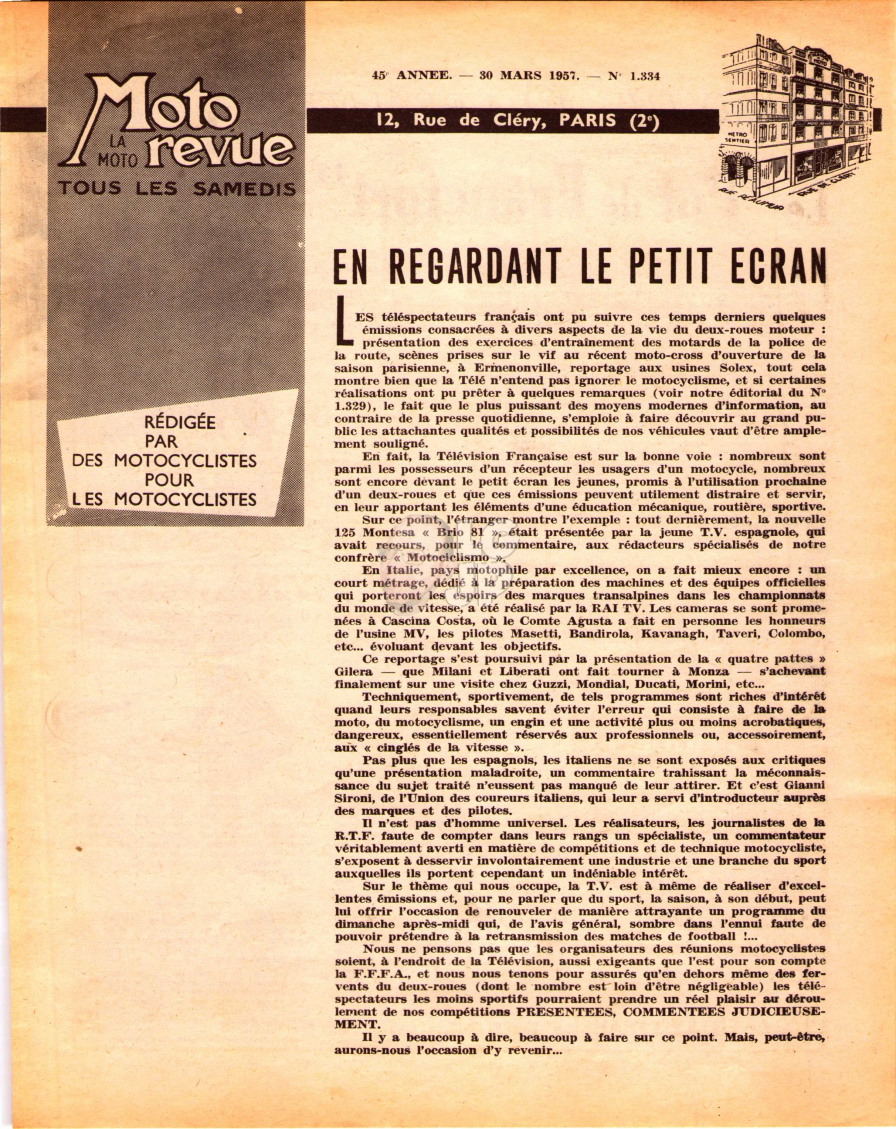 45e ANNEE. — 30 MARS 1957. — N° 1.334
12, Rue de Cléry, PARIS (2e)
METRO
SENTIER
RUE DE CLERY
Moto
LA
MOTO
revue
TOUS LES SAMEDIS
RÉDIGÉE
PAR
DES MOTOCYCLISTES
POUR
LES MOTOCYCLISTES
EN REGARDANT LE PETIT ECRAN
LES téléspectateurs français ont pu suivre ces temps derniers quelques
émissions consacrées à divers aspects de la vie du deux-roues moteur :
présentation des exercices d'entraînement des motards de la police de
la route, scènes prises sur le vif au récent moto-cross d'ouverture de la
saison parisienne, à Ermenonville, reportage aux usines Solex, tout cela
montre bien que la Télé n'entend pas ignorer le motocyclisme, et si certaines
réalisations ont pu prêter à quelques remarques (voir notre éditorial du N°
1.329), le fait que le plus puissant des moyens modernes d'information, au
contraire de la presse quotidienne, s'emploie à faire découvrir au grand pu-
blic les attachantes qualités et possibilités de nos véhicules vaut d'être ample-
ment souligné.
En fait, la Télévision Française est sur la bonne voie : nombreux sont
parmi les possesseurs d'un récepteur les usagers d'un motocycle, nombreux
sont encore devant le petit écran les jeunes, promis à l'utilisation prochaine
d'un deux-roues et que ces émissions peuvent utilement distraire et servir,
en leur apportant les éléments d'une éducation mécanique, routière, sportive.
Sur ce point, l'étranger montre l'exemple : tout dernièrement, la nouvelle
125 Montesa « Brio 81 », était présentée par la jeune T.V. espagnole, qui
avait recours, pour le commentaire, aux rédacteurs spécialisés de notre
confrère « Motociclismo ».
En Italie, pays motophile par excellence, on a fait mieux encore : un
court métrage, dédié à la préparation des machines et des équipes officielles
qui porteront les espoirs des marques transalpines dans les championnats
du monde de vitesse, a été réalisé par la RAI TV. Les cameras se sont prome-
nées à Cascina Costa, où le Comte Agusta a fait en personne les honneurs
de l'usine MV, les pilotes Masetti, Bandirola, Kavanagh, Taveri, Colombo,
etc... évoluant devant les objectifs.
Ce reportage s'est poursuivi par la présentation de la « quatre pattes »
Gilera — que Milani et Liberati ont fait tourner à Monza — s'achevant
finalement sur une visite chez Guzzi, Mondial, Ducati, Morini, etc...
Techniquement, sportivement, de tels programmes sont riches d'intérêt
quand leurs responsables savent éviter l'erreur qui consiste à faire de la
moto, du motocyclisme, un engin et une activité plus ou moins acrobatiques,
dangereux, essentiellement réservés aux professionnels ou, accessoirement,
aux « cinglés de la vitesse ».
Pas plus que les espagnols, les italiens ne se sont exposés aux critiques
qu'une présentation maladroite, un commentaire trahissant la méconnais-
sance du sujet traité n'eussent pas manqué de leur attirer. Et c'est Gianni
Sironi, de l'Union des coureurs italiens, qui leur a servi d'introducteur auprès
des marques et des pilotes.
Il n'est pas d'homme universel. Les réalisateurs, les journalistes de la
R.T.F. faute de compter dans leurs rangs un spécialiste, un commentateur
véritablement averti en matière de compétitions et de technique motocycliste,
s'exposent à desservir involontairement une industrie et une branche du sport
auxquelles ils portent cependant un indéniable intérêt.
Sur le thème qui nous occupe, la T.V. est à même de réaliser d'excel-
lentes émissions et, pour ne parler que du sport, la saison, à son début, peut
lui offrir l'occasion de renouveler de manière attrayante un programme du
dimanche après-midi qui, de l'avis général, sombre dans l'ennui faute de
pouvoir prétendre à la retransmission des matches de football !...
Nous ne pensons pas que les organisateurs des réunions motocyclistes
soient, à l'endroit de la Télévision, aussi exigeants que l'est pour son compte
la F.F.F.A., et nous nous tenons pour assurés qu'en dehors même des fer-
vents du deux-roues (dont le nombre est loin d'être négligeable) les télé-
spectateurs les moins sportifs pourraient prendre un réel plaisir au dérou-
lement de nos compétitions PRESENTEES, COMMENTEES JUDICIEUSE-
MENT.
Il y a beaucoup à dire, beaucoup à faire sur ce point. Mais, peut-être,
aurons-nous l'occasion d'y revenir...